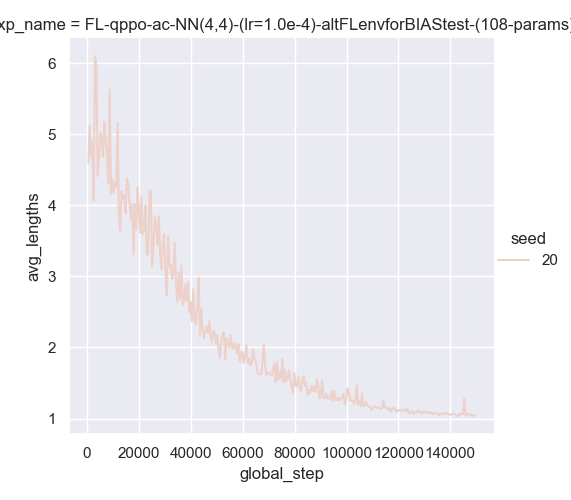 xp_name = FL-qppo-ac-NN(4,4)-(lr=1.0e-4)-altFLenvforBIAStest-(108-params)
6
5
4
3
2
1
avg_lengths
seed
20
0 20000 40000 60000 80000 100000 120000 140000
global_step